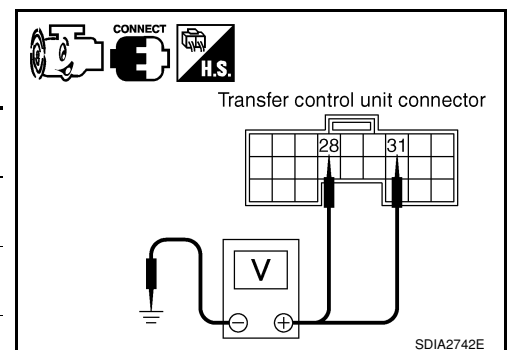 CONNECT
H.S.
Transfer control unit connector
28 31
V
SDIA2742E